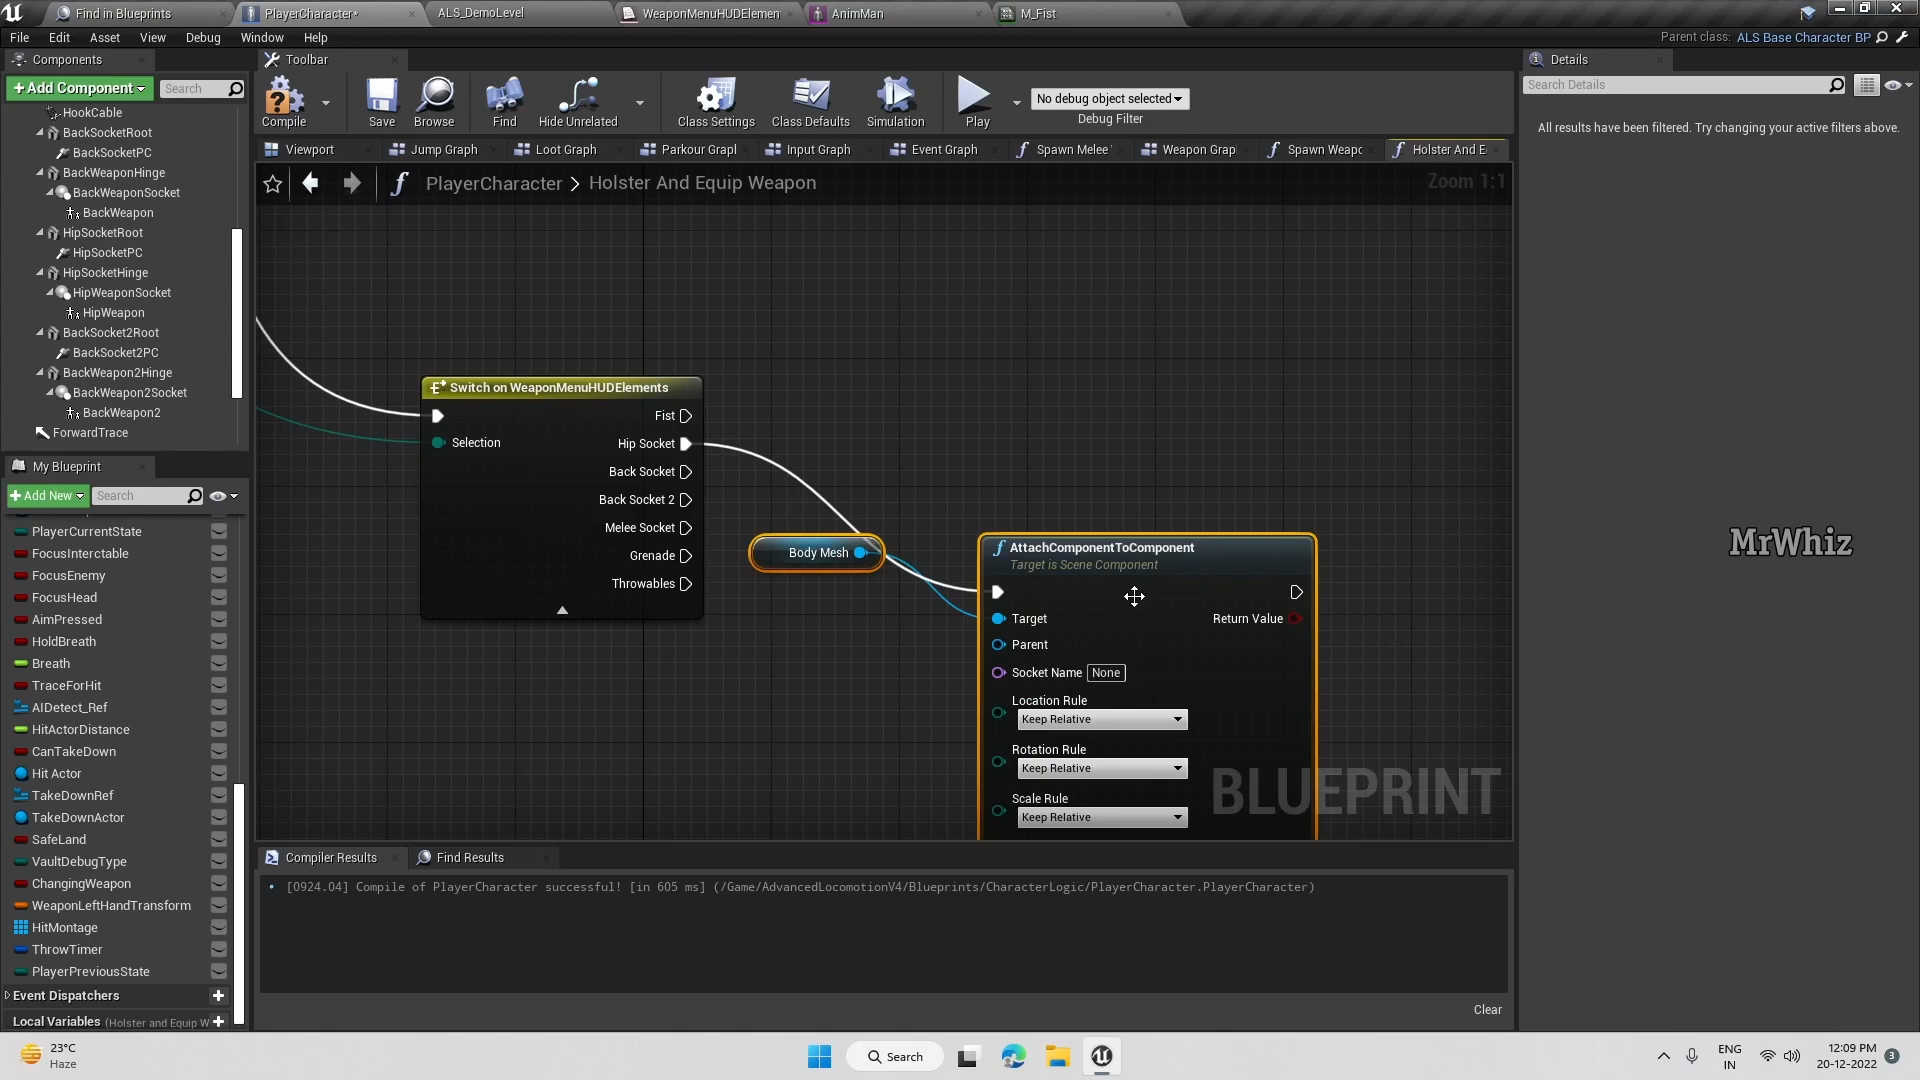 Find in Blueprints
PlayerCharacter*
ALS_DemoLevel
WeaponMenuHUDElemen
AnimMan
M_Fist
File Edit Asset View Debug Window Help
Parent class: ALS Base Character BP
Components
Toolbar
Details
+Add Component
Search
Search Details
All results have been filtered. Try changing your active filters above.
HookCable
BackSocketRoot
BackSocketPC
BackWeaponHinge
BackWeaponSocket
BackWeapon
HipSocketRoot
HipSocketPC
HipSocketHinge
HipWeaponSocket
HipWeapon
BackSocket2Root
BackSocket2PC
BackWeapon2Hinge
BackWeapon2Socket
BackWeapon2
ForwardTrace
Compile
Save
Browse
Find
Hide Unrelated
Class Settings
Class Defaults
Simulation
Play
No debug object selected
Debug Filter
Viewport
Jump Graph
Loot Graph
Parkour Grapl
Input Graph
Event Graph
Spawn Melee
Weapon Grap
Spawn Weapc
Holster And E
PlayerCharacter > Holster And Equip Weapon
Zoom 1:1
Switch on WeaponMenuHUDElements
Fist
Selection
Hip Socket
Back Socket
Back Socket 2
Melee Socket
Grenade
Throwables
Body Mesh
AttachComponentToComponent
Target is Scene Component
Target
Return Value
Parent
Socket Name None
Location Rule
Keep Relative
Rotation Rule
Keep Relative
Scale Rule
Keep Relative
BLUEPRINT
MrWhiz
My Blueprint
+Add New
Search
PlayerCurrentState
FocusInterctable
FocusEnemy
FocusHead
AimPressed
HoldBreath
Breath
TraceForHit
AIDetect_Ref
HitActorDistance
CanTakeDown
Hit Actor
TakeDownRef
TakeDownActor
SafeLand
VaultDebugType
ChangingWeapon
WeaponLeftHandTransform
HitMontage
ThrowTimer
PlayerPreviousState
Event Dispatchers
Local Variables (Holster and Equip W
Compiler Results
Find Results
[0924.04] Compile of PlayerCharacter successful! [in 605 ms] (/Game/AdvancedLocomotionV4/Blueprints/CharacterLogic/PlayerCharacter.PlayerCharacter)
Clear
23°C
Haze
Search
ENG
IN
12:09 PM
20-12-2022
3